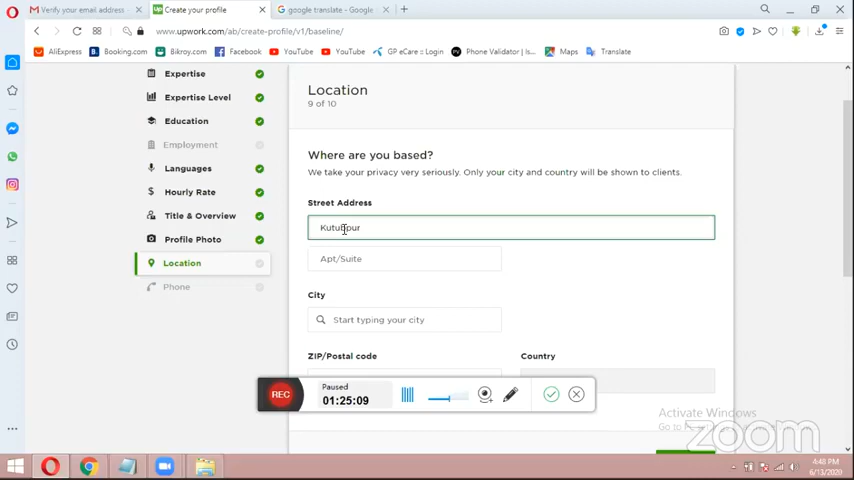 Verify your email address
Up Create your profile
google translate - Google
www.upwork.com/ab/create-profile/v1/baseline/
AliExpress
Booking.com
Bikroy.com
Facebook
YouTube
YouTube
GP eCare :: Login
Phone Validator | Is...
Maps
Translate
Expertise
Expertise Level
Education
Employment
Languages
Hourly Rate
Title & Overview
Profile Photo
Location
Phone
Location
9 of 10
Where are you based?
We take your privacy very seriously. Only your city and country will be shown to clients.
Street Address
Kutubpur
Apt/Suite
City
Start typing your city
ZIP/Postal code
Country
REC
Paused
01:25:09
Activate Windows
zoom
4:48 PM
6/13/2020